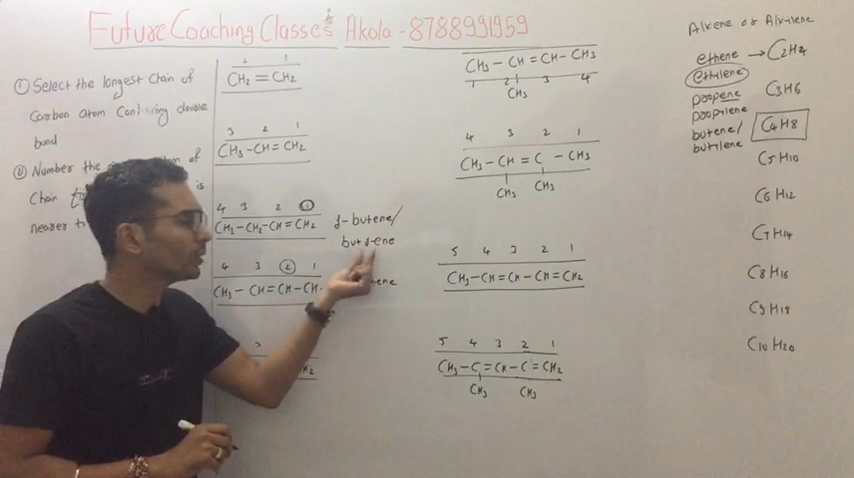 Future Coaching Classes Akola - 8788991959
① Select the longest chain of
Carbon atom Containing double
bond
② Number the
Chain
is
nearer t
2 1
CH2 = CH2
3 2 1
CH3 - CH = CH2
4 3 2 ①
CH3 - CH2 - CH = CH2
1-butene/
but 1-ene
4 3 ② 1
CH3 - CH = CH - CH
ene
CH3 - CH = CH - CH3
1 2 3 4
CH3
4 3 2 1
CH3 - CH = C - CH3
CH3 CH3
5 4 3 2 1
CH3 - CH = CH - CH = CH2
5 4 3 2 1
CH3 - C = CH - C = CH2
CH3 CH3
Alkene or Alkylene
ethene → C2H4
ethylene
propene C3H6
propylene
butene/ C4H8
butylene
C5H10
C6H12
C7H14
C8H16
C9H18
C10H20